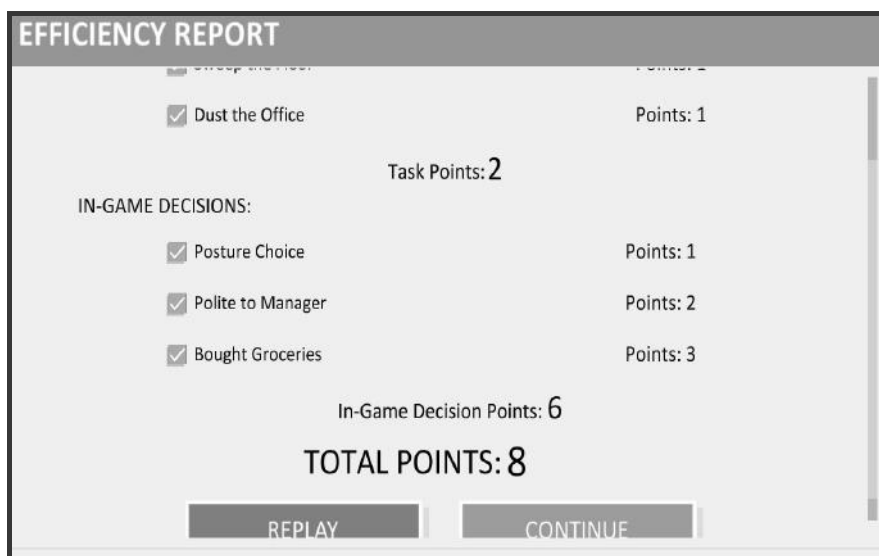 EFFICIENCY REPORT
Dust the Office Points: 1
Task Points: 2
IN-GAME DECISIONS:
Posture Choice Points: 1
Polite to Manager Points: 2
Bought Groceries Points: 3
In-Game Decision Points: 6
TOTAL POINTS: 8
REPLAY CONTINUE